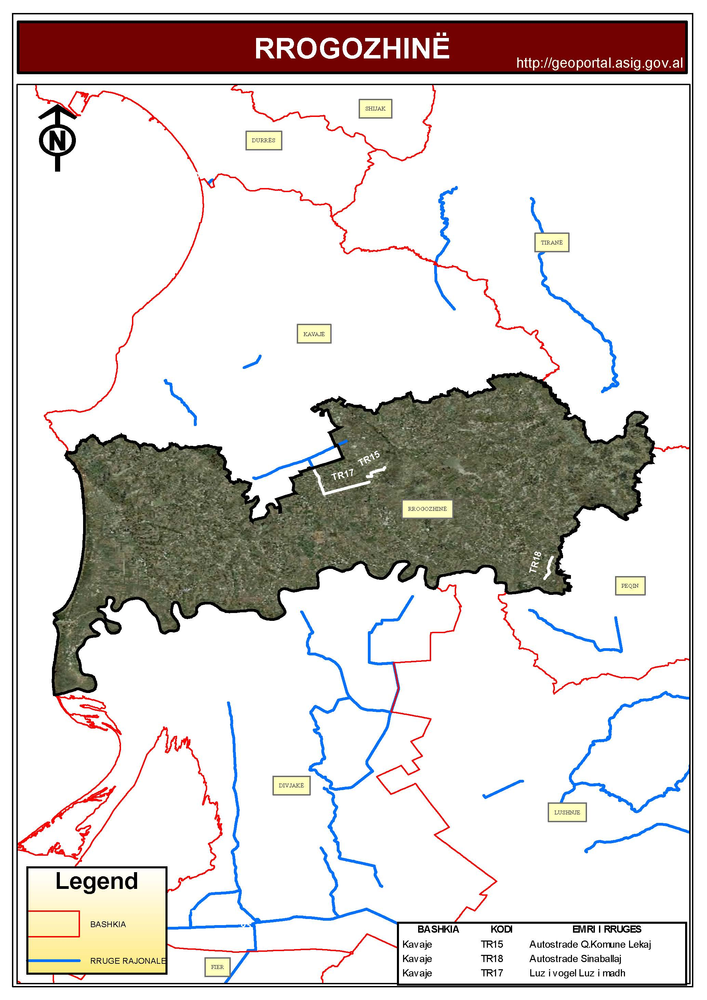 RROGOZHINË
http://geoportal.asig.gov.al
N
SHIJAK
DURRËS
TIRANË
KAVAJË
TR15
TR17
RROGOZHINË
TR18
PEQIN
DIVJAKË
LUSHNJE
FIER
Legend
BASHKIA
RRUGE RAJONALE
BASHKIA KODI EMRI I RRUGES
Kavaje TR15 Autostrade Q.Komune Lekaj
Kavaje TR18 Autostrade Sinaballaj
Kavaje TR17 Luz i vogel Luz i madh